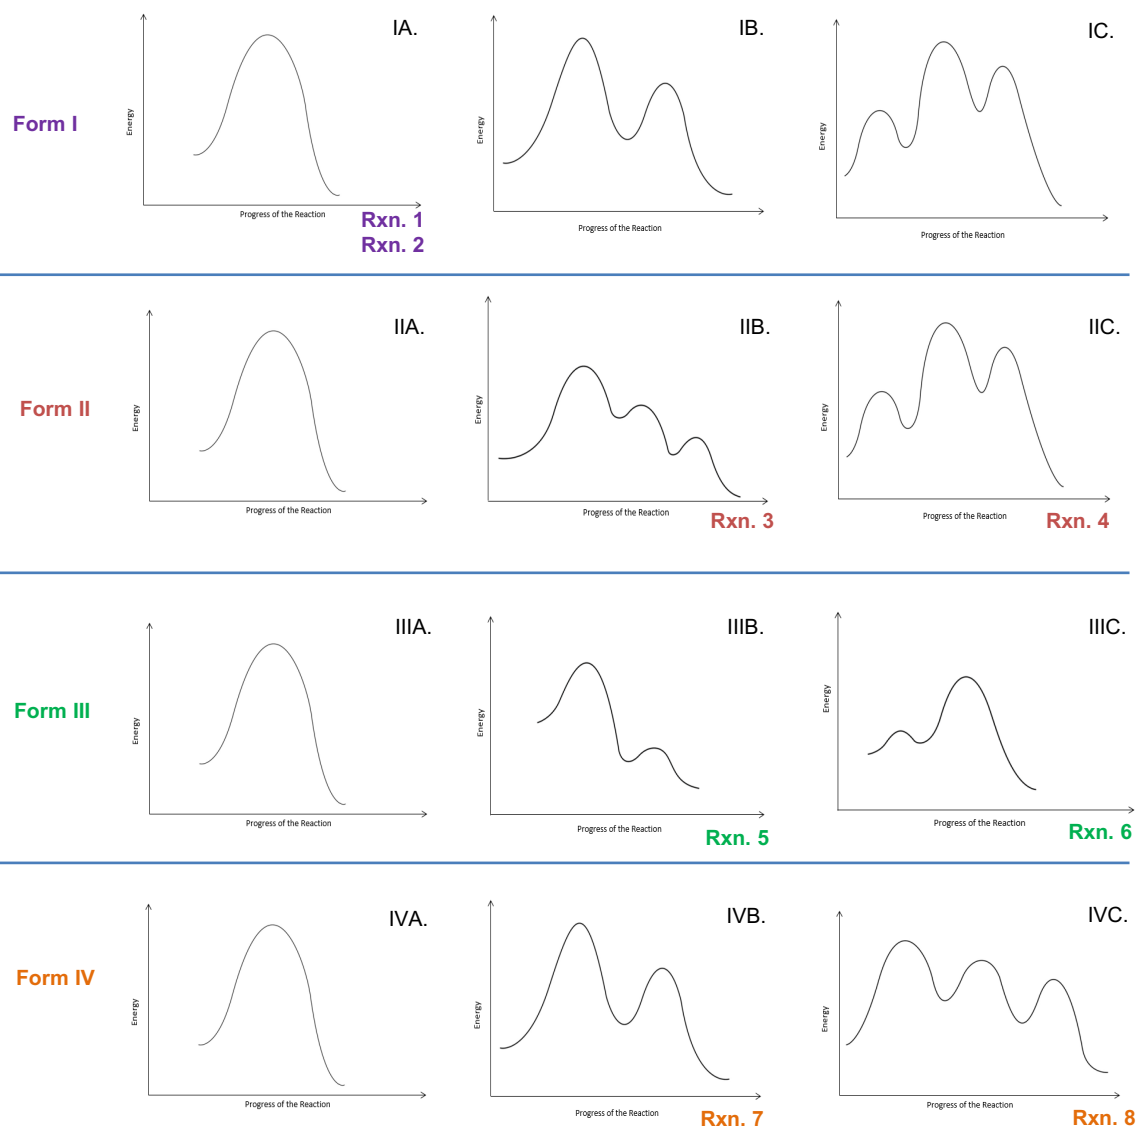 Form I
IA.
Energy
Progress of the Reaction
Rxn. 1
Rxn. 2
IB.
Energy
Progress of the Reaction
IC.
Energy
Progress of the Reaction
Form II
IIA.
Energy
Progress of the Reaction
IIB.
Energy
Progress of the Reaction
Rxn. 3
IIC.
Energy
Progress of the Reaction
Rxn. 4
Form III
IIIA.
Energy
Progress of the Reaction
IIIB.
Energy
Progress of the Reaction
Rxn. 5
IIIC.
Energy
Progress of the Reaction
Rxn. 6
Form IV
IVA.
Energy
Progress of the Reaction
IVB.
Energy
Progress of the Reaction
Rxn. 7
IVC.
Energy
Progress of the Reaction
Rxn. 8